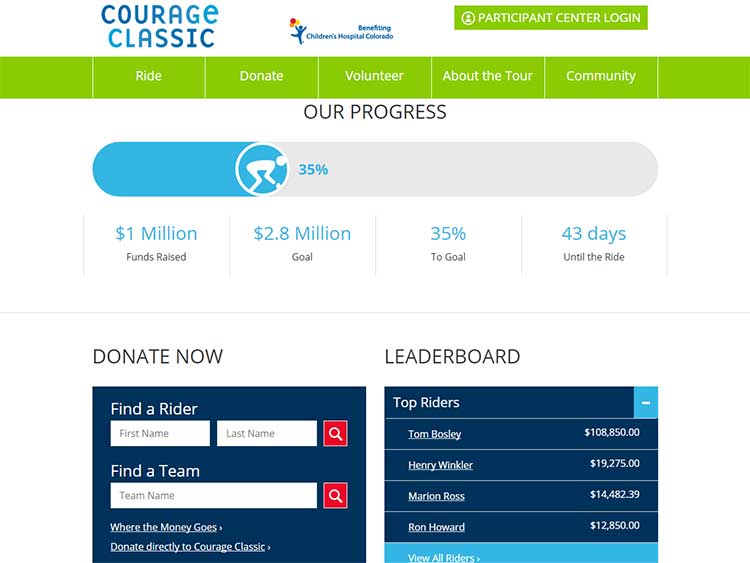 COURAGE
CLASSIC
Benefiting
Children's Hospital Colorado
PARTICIPANT CENTER LOGIN
Ride
Donate
Volunteer
About the Tour
Community
OUR PROGRESS
35%
$1 Million
Funds Raised
$2.8 Million
Goal
35%
To Goal
43 days
Until the Ride
DONATE NOW
Find a Rider
First Name
Last Name
Find a Team
Team Name
Where the Money Goes ›
Donate directly to Courage Classic ›
LEADERBOARD
Top Riders
Tom Bosley $108,850.00
Henry Winkler $19,275.00
Marion Ross $14,482.39
Ron Howard $12,850.00
View All Riders ›